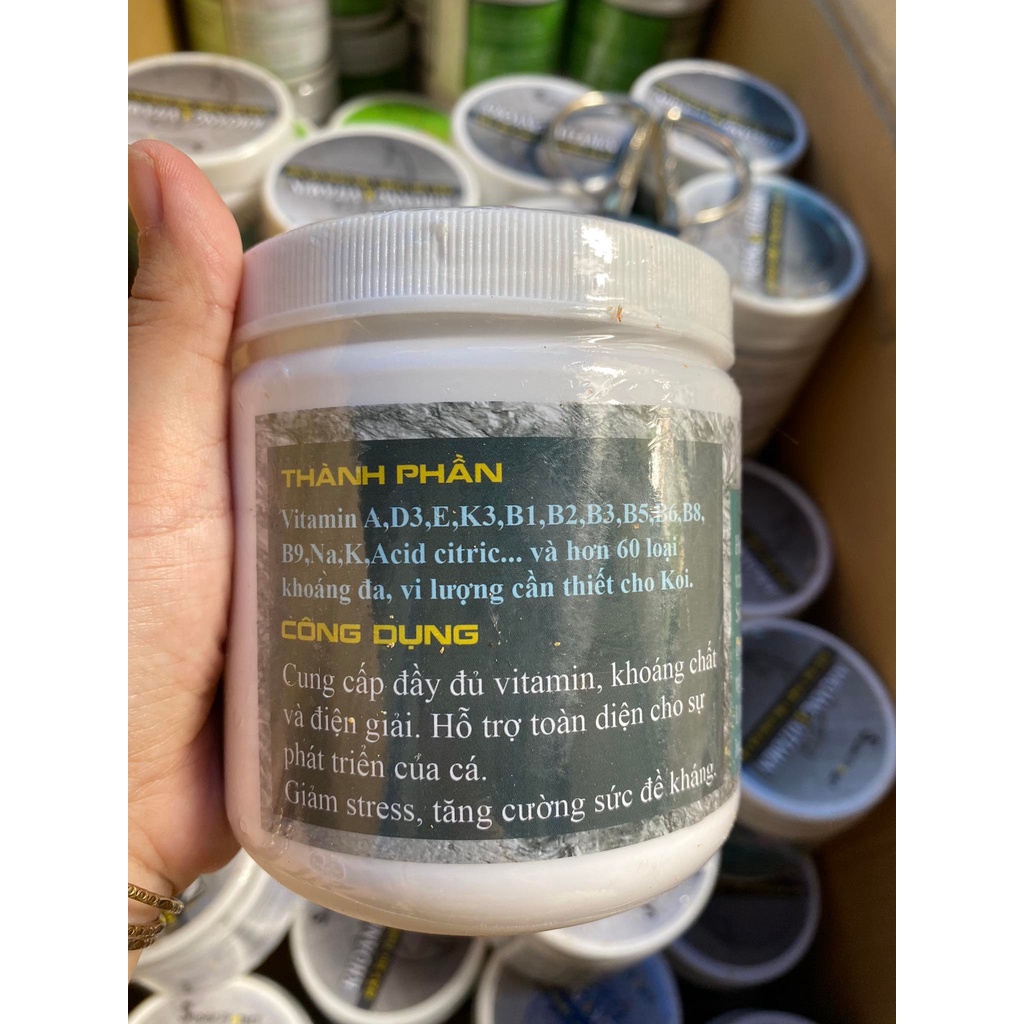 THÀNH PHẦN
Vitamin A,D3,E,K3,B1,B2,B3,B5,B6,B8,
B9,Na,K,Acid citric... và hơn 60 loại
khoảng đa, vi lượng cần thiết cho Koi.
CÔNG DỤNG
Cung cấp đầy đủ vitamin, khoáng chất
và điện giải. Hỗ trợ toàn diện cho sự
phát triển của cá.
Giảm stress, tăng cường sức đề kháng.